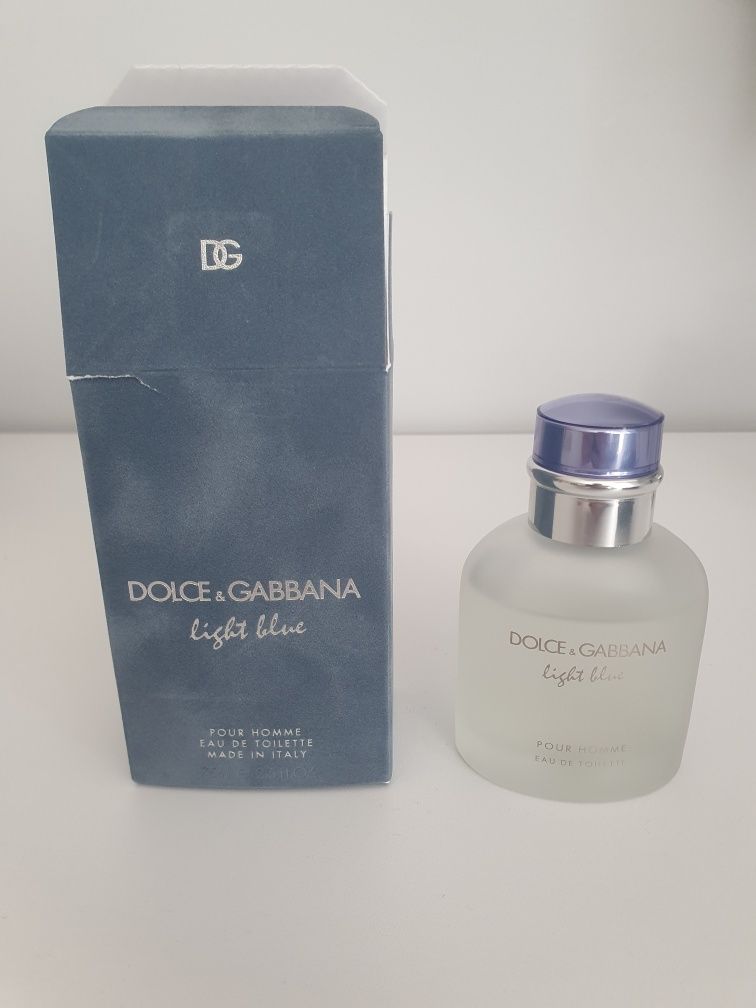 DG
DOLCE & GABBANA
light blue
POUR HOMME
EAU DE TOILETTE
MADE IN ITALY
DOLCE & GABBANA
light blue
POUR HOMME
EAU DE TOILETTE